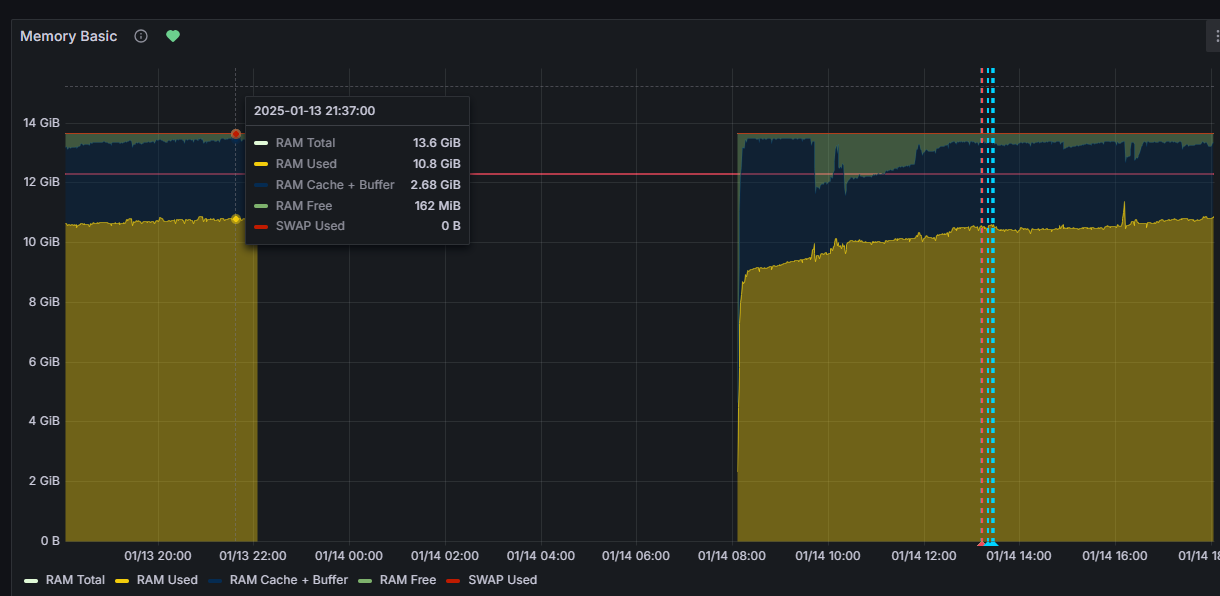 Memory Basic
14 GiB
12 GiB
10 GiB
8 GiB
6 GiB
4 GiB
2 GiB
0 B
2025-01-13 21:37:00
RAM Total 13.6 GiB
RAM Used 10.8 GiB
RAM Cache + Buffer 2.68 GiB
RAM Free 162 MiB
SWAP Used 0 B
01/13 20:00 01/13 22:00 01/14 00:00 01/14 02:00 01/14 04:00 01/14 06:00 01/14 08:00 01/14 10:00 01/14 12:00 01/14 14:00 01/14 16:00 01/14 18
RAM Total RAM Used RAM Cache + Buffer RAM Free SWAP Used